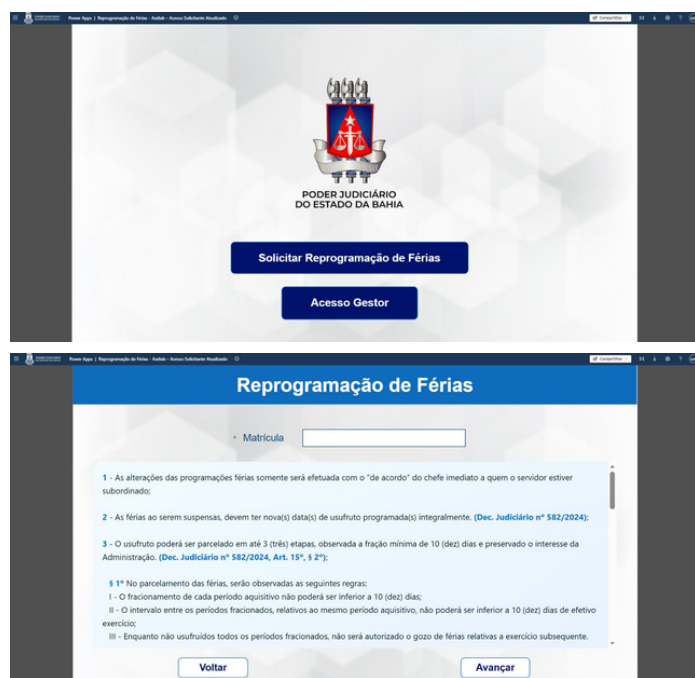 Power Apps | Reprogramação de Férias - Axilab - Acesso Solicitante Atualizado
Compartilhar
PODER JUDICIÁRIO
DO ESTADO DA BAHIA
Solicitar Reprogramação de Férias
Acesso Gestor
Power Apps | Reprogramação de Férias - Axilab - Acesso Solicitante Atualizado
Compartilhar
Reprogramação de Férias
* Matrícula
1 - As alterações das programações férias somente será efetuada com o "de acordo" do chefe imediato a quem o servidor estiver
subordinado;
2 - As férias ao serem suspensas, devem ter nova(s) data(s) de usufruto programada(s) integralmente. (Dec. Judiciário nº 582/2024);
3 - O usufruto poderá ser parcelado em até 3 (três) etapas, observada a fração mínima de 10 (dez) dias e preservado o interesse da
Administração. (Dec. Judiciário nº 582/2024, Art. 15º, § 2º);
§ 1º No parcelamento das férias, serão observadas as seguintes regras:
I - O fracionamento de cada período aquisitivo não poderá ser inferior a 10 (dez) dias;
II - O intervalo entre os períodos fracionados, relativos ao mesmo período aquisitivo, não poderá ser inferior a 10 (dez) dias de efetivo
exercício;
III - Enquanto não usufruídos todos os períodos fracionados, não será autorizado o gozo de férias relativas a exercício subsequente.
Voltar
Avançar